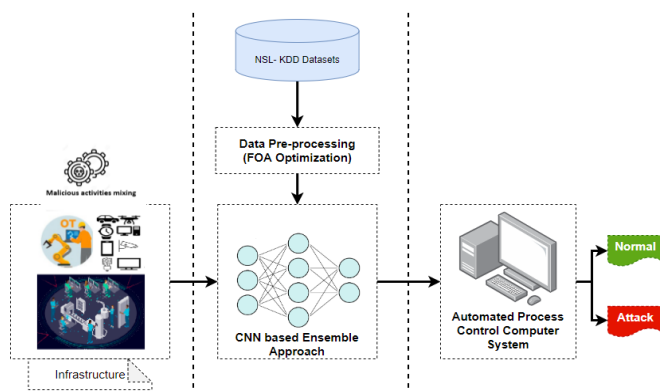 NSL- KDD Datasets
Data Pre-processing
(FOA Optimization)
Malicious activities mixing
OT
CNN based Ensemble
Approach
Automated Process
Control Computer
System
Normal
Attack
Infrastructure